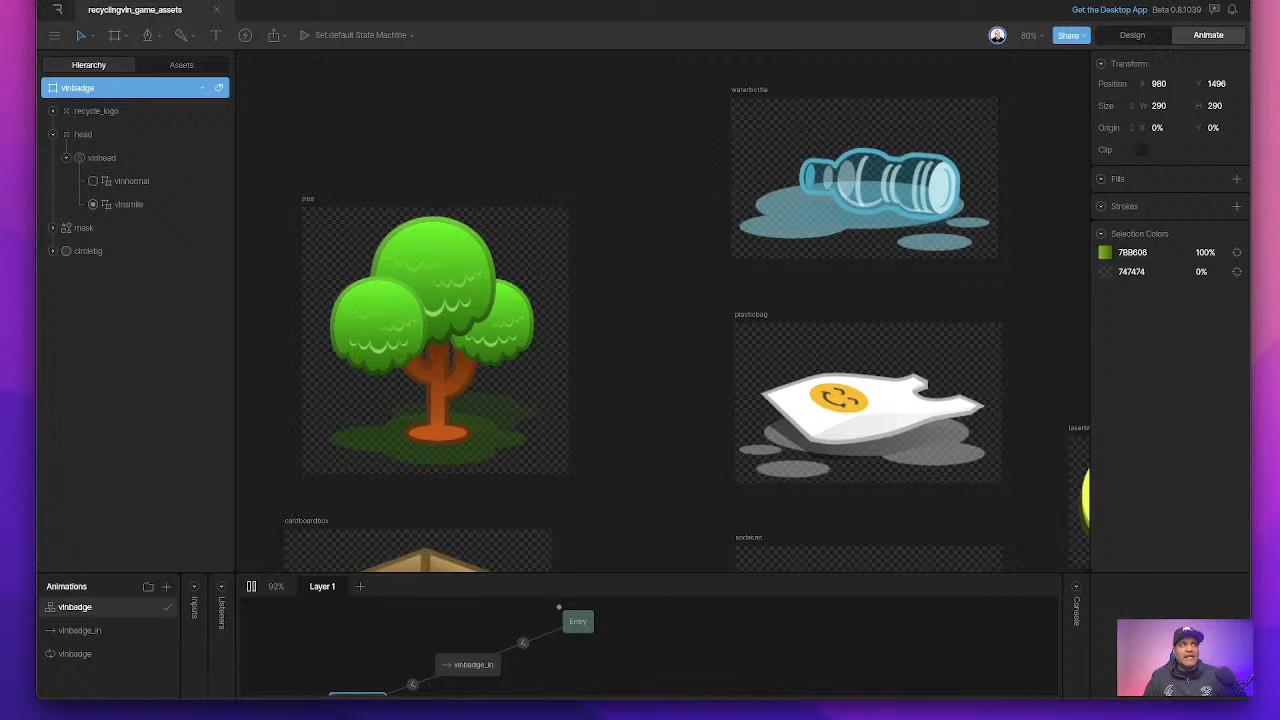 recyclingvin_game_assets
Get the Desktop App
Beta 0.8.1039
Set default State Machine
80%
Share
Design
Animate
Hierarchy
Assets
vinbadge
recycle_logo
head
vinhead
vinnormal
vinsmile
mask
circlebg
tree
waterbottle
plasticbag
cardboardbox
sodacan
Transform
Position X 980 Y 1496
Size W 290 H 290
Origin X 0% Y 0%
Clip
Fills
Strokes
Selection Colors
7BB606 100%
747474 0%
Animations
vinbadge
vinbadge_in
vinbadge
Inputs
Listeners
92%
Layer 1
Entry
vinbadge_in
Console